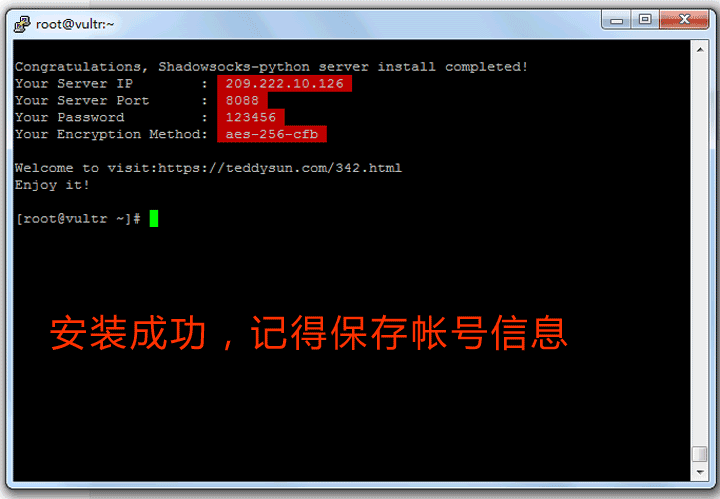 root@vultr:~
Congratulations, Shadowsocks-python server install completed!
Your Server IP        :  209.222.10.126
Your Server Port      :  8088
Your Password         :  123456
Your Encryption Method:  aes-256-cfb
Welcome to visit:https://teddysun.com/342.html
Enjoy it!
[root@vultr ~]#
安装成功，记得保存帐号信息